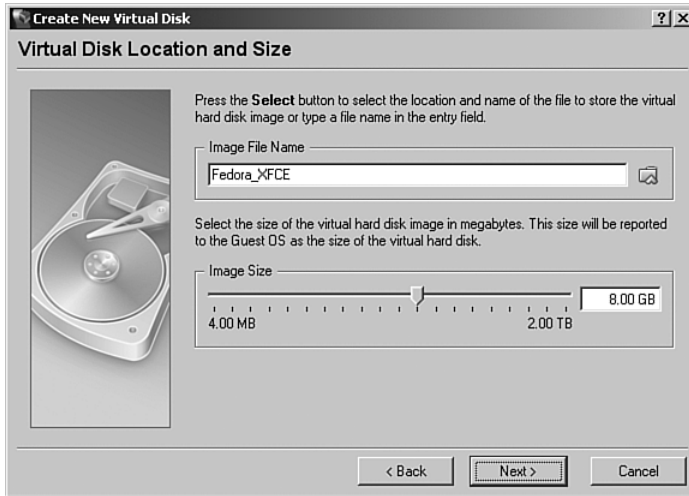 Create New Virtual Disk
Virtual Disk Location and Size
Press the Select button to select the location and name of the file to store the virtual
hard disk image or type a file name in the entry field.
Image File Name
Fedora_XFCE
Select the size of the virtual hard disk image in megabytes. This size will be reported
to the Guest OS as the size of the virtual hard disk.
Image Size
8.00 GB
4.00 MB 2.00 TB
< Back Next > Cancel